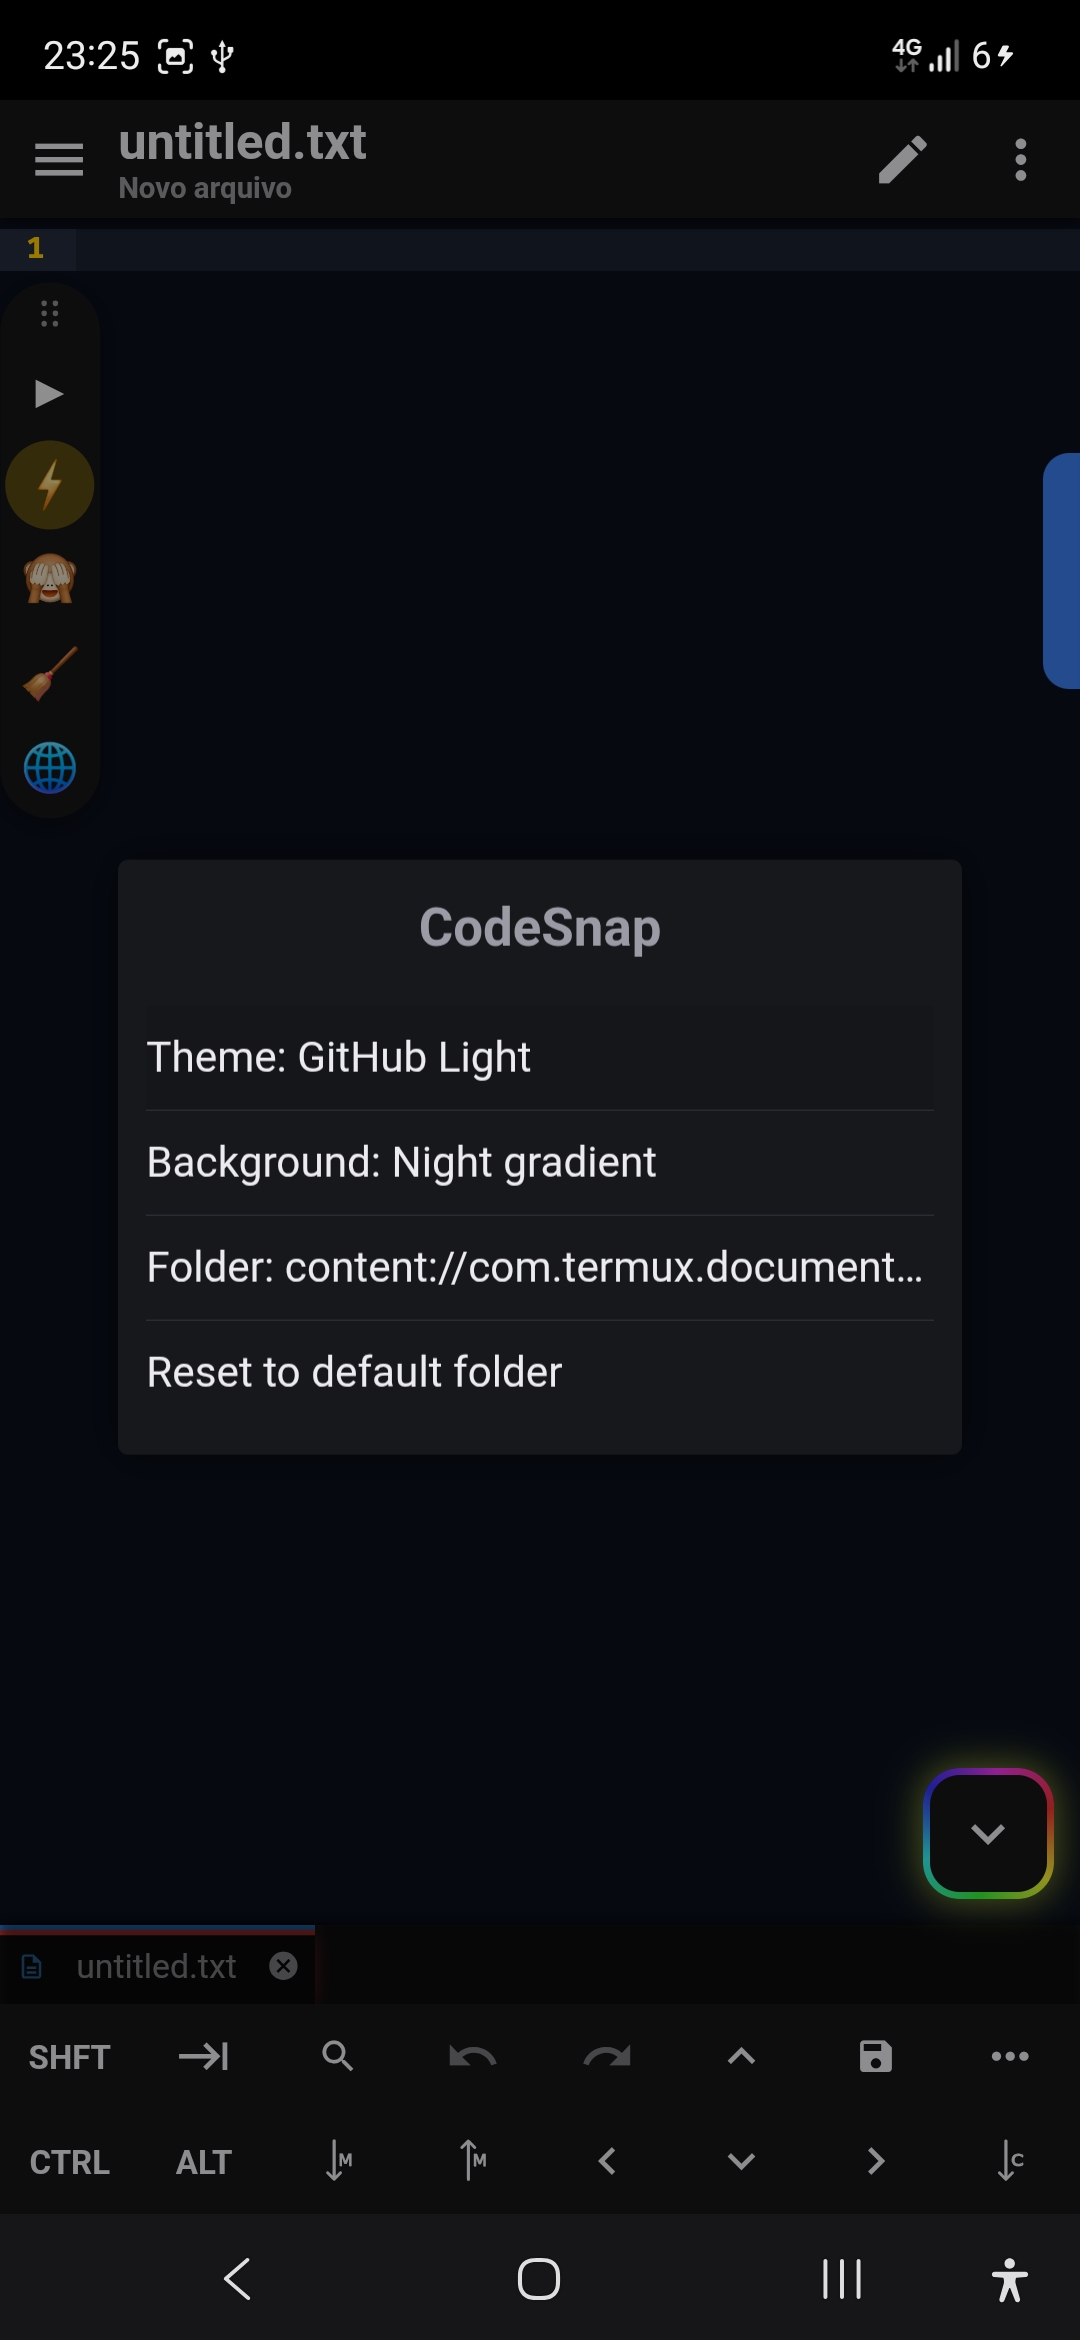 23:25
4G
6
untitled.txt
Novo arquivo
1
CodeSnap
Theme: GitHub Light
Background: Night gradient
Folder: content://com.termux.document...
Reset to default folder
untitled.txt
SHFT
CTRL ALT M M C